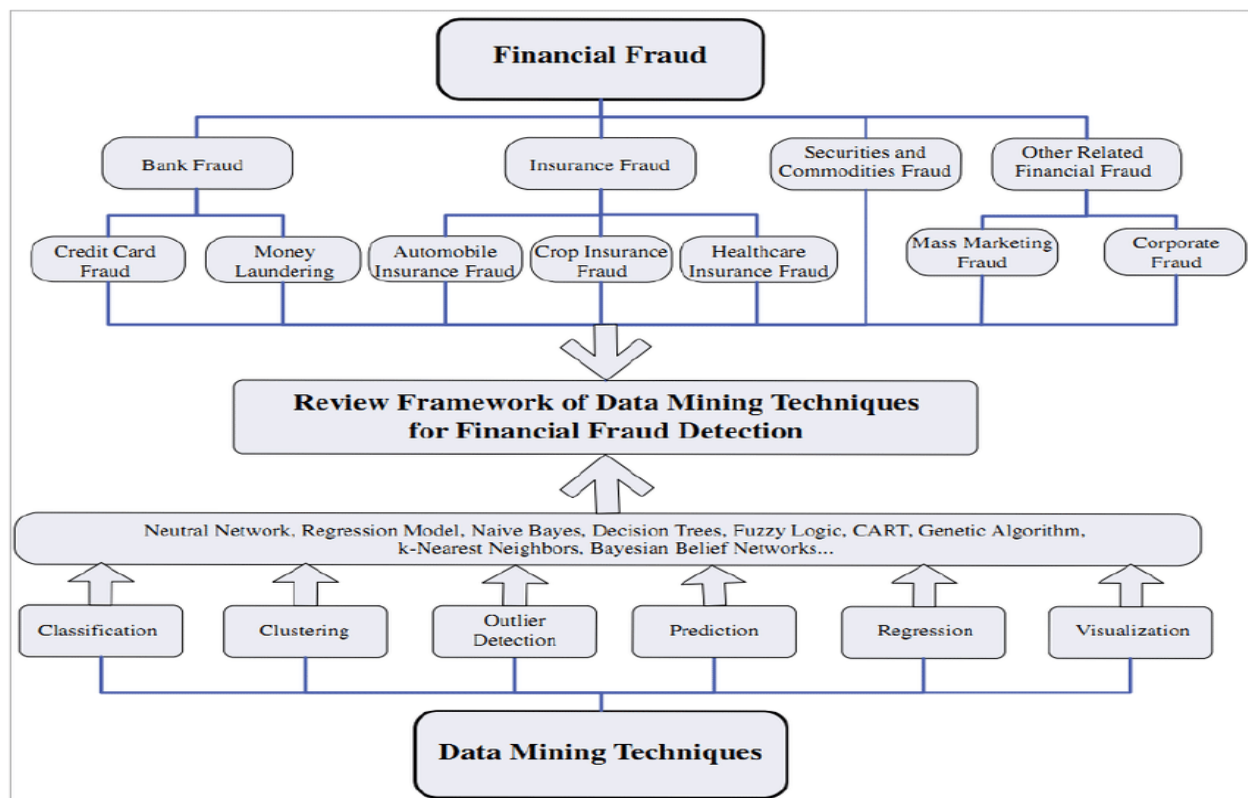 Financial Fraud
Bank Fraud
Insurance Fraud
Securities and
Commodities Fraud
Other Related
Financial Fraud
Credit Card
Fraud
Money
Laundering
Automobile
Insurance Fraud
Crop Insurance
Fraud
Healthcare
Insurance Fraud
Mass Marketing
Fraud
Corporate
Fraud
Review Framework of Data Mining Techniques
for Financial Fraud Detection
Neutral Network, Regression Model, Naive Bayes, Decision Trees, Fuzzy Logic, CART, Genetic Algorithm,
k-Nearest Neighbors, Bayesian Belief Networks...
Classification
Clustering
Outlier
Detection
Prediction
Regression
Visualization
Data Mining Techniques